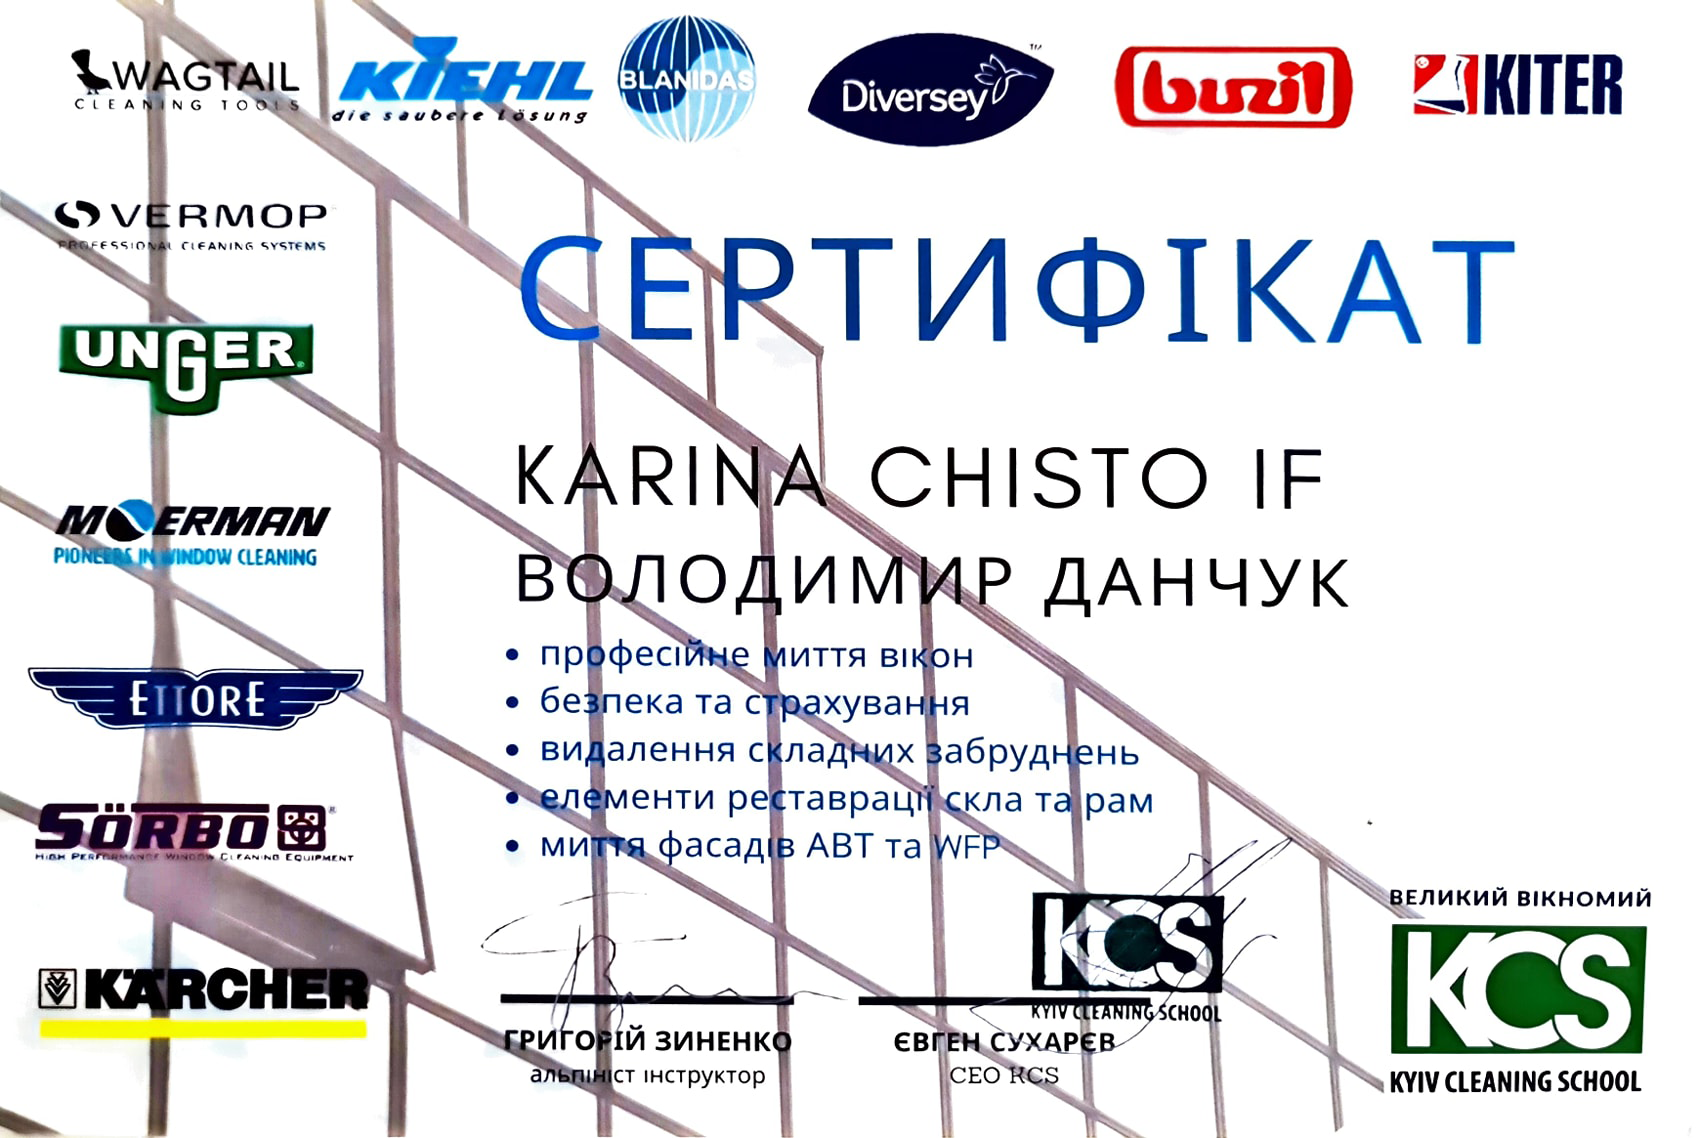 WAGTAIL
CLEANING TOOLS
KIEHL
die saubere Lösung
BLANIDAS
Diversey™
buzil
KITER
VERMOP
PROFESSIONAL CLEANING SYSTEMS
UNGER®
MOERMAN
PIONEERS IN WINDOW CLEANING
ETTORE
SÖRBO®
HIGH PERFORMANCE WINDOW CLEANING EQUIPMENT
KÄRCHER
СЕРТИФІКАТ
KARINA CHISTO IF
ВОЛОДИМИР ДАНЧУК
• професійне миття вікон
• безпека та страхування
• видалення складних забруднень
• елементи реставрації скла та рам
• миття фасадів АВТ та WFP
ГРИГОРІЙ ЗИНЕНКО
альпініст інструктор
KCS
KYIV CLEANING SCHOOL
ЄВГЕН СУХАРЄВ
CEO KCS
ВЕЛИКИЙ ВІКНОМИЙ
KCS
KYIV CLEANING SCHOOL